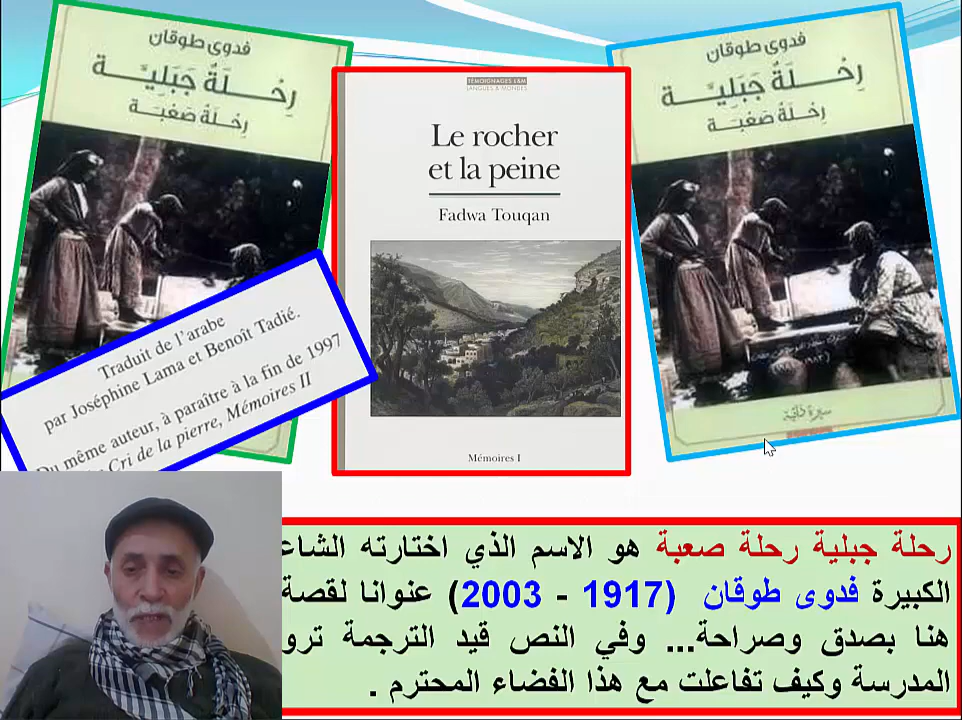 فدوى طوقان
رحلة جبلية
رحلة صعبة
TÉMOIGNAGES L&M
LANGUES & MONDES
Le rocher
et la peine
Fadwa Touqan
Mémoires I
فدوى طوقان
رحلة جبلية
رحلة صعبة
سيرة ذاتية
Traduit de l'arabe
par Joséphine Lama et Benoît Tadié.
Du même auteur, à paraître à la fin de 1997
Cri de la pierre, Mémoires II
رحلة جبلية رحلة صعبة هو الاسم الذي اختارته الشاع
الكبيرة فدوى طوقان (1917 - 2003) عنوانا لقصة
هنا بصدق وصراحة... وفي النص قيد الترجمة ترو
المدرسة وكيف تفاعلت مع هذا الفضاء المحترم .